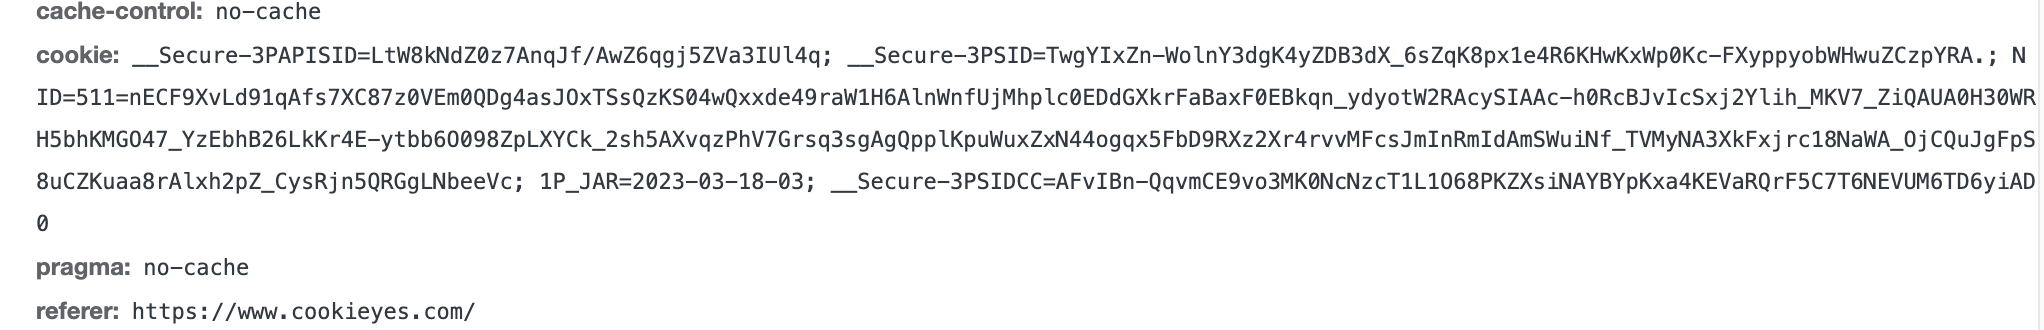 cache-control: no-cache
cookie: __Secure-3PAPISID=LtW8kNdZ0z7AnqJf/AwZ6qgj5ZVa3IUl4q; __Secure-3PSID=TwgYIxZn-WolnY3dgK4yZDB3dX_6sZqK8px1e4R6KHwKxWp0Kc-FXyppyobWHwuZCzpYRA.; N
ID=511=nECF9XvLd91qAfs7XC87z0VEm0QDg4asJOxTSsQzKS04wQxxde49raW1H6AlnWnfUjMhplc0EDdGXkrFaBaxF0EBkqn_ydyotW2RAcySIAAc-h0RcBJvIcSxj2Ylih_MKV7_ZiQAUA0H30WR
H5bhKMGO47_YzEbhB26LkKr4E-ytbb6O098ZpLXYCk_2sh5AXvqzPhV7Grsq3sgAgQpplKpuWuxZxN44ogqx5FbD9RXz2Xr4rvvMFcsJmInRmIdAmSWuiNf_TVMyNA3XkFxjrc18NaWA_OjCQuJgFpS
8uCZKuaa8rAlxh2pZ_CysRjn5QRGgLNbeeVc; 1P_JAR=2023-03-18-03; __Secure-3PSIDCC=AFvIBn-QqvmCE9vo3MK0NcNzcT1L1O68PKZXsiNAYBYpKxa4KEVaRQrF5C7T6NEVUM6TD6yiAD
0
pragma: no-cache
referer: https://www.cookieyes.com/